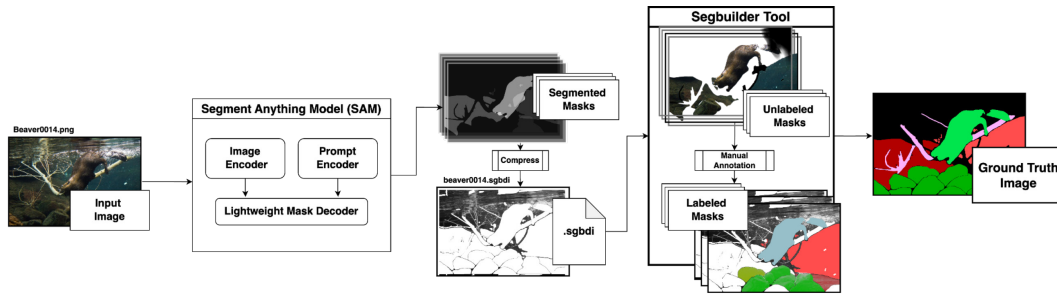 Beaver0014.png
Input
Image
Segment Anything Model (SAM)
Image
Encoder
Prompt
Encoder
Lightweight Mask Decoder
Segmented
Masks
Compress
beaver0014.sgbdi
.sgbdi
Segbuilder Tool
Unlabeled
Masks
Manual
Annotation
Labeled
Masks
Ground Truth
Image